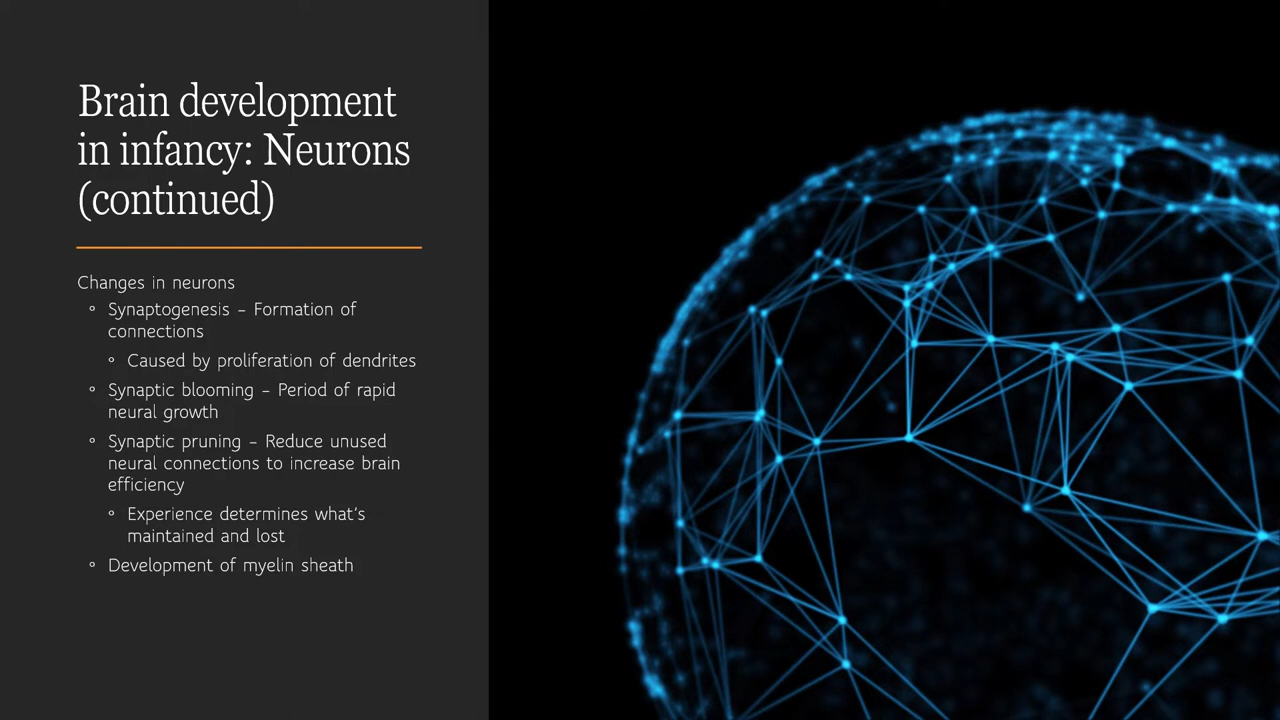 Brain development
in infancy: Neurons
(continued)
Changes in neurons
◦ Synaptogenesis – Formation of
connections
◦ Caused by proliferation of dendrites
◦ Synaptic blooming – Period of rapid
neural growth
◦ Synaptic pruning – Reduce unused
neural connections to increase brain
efficiency
◦ Experience determines what's
maintained and lost
◦ Development of myelin sheath